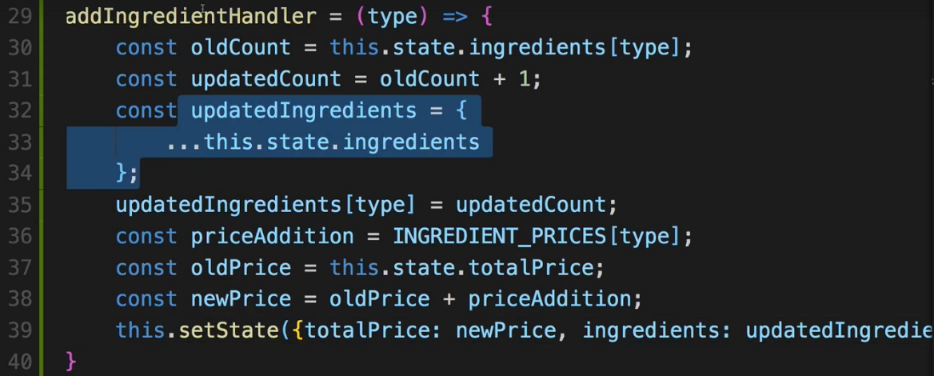 29 addIngredientHandler = (type) => {
30 const oldCount = this.state.ingredients[type];
31 const updatedCount = oldCount + 1;
32 const updatedIngredients = {
33 ...this.state.ingredients
34 };
35 updatedIngredients[type] = updatedCount;
36 const priceAddition = INGREDIENT_PRICES[type];
37 const oldPrice = this.state.totalPrice;
38 const newPrice = oldPrice + priceAddition;
39 this.setState({totalPrice: newPrice, ingredients: updatedIngredie
40 }